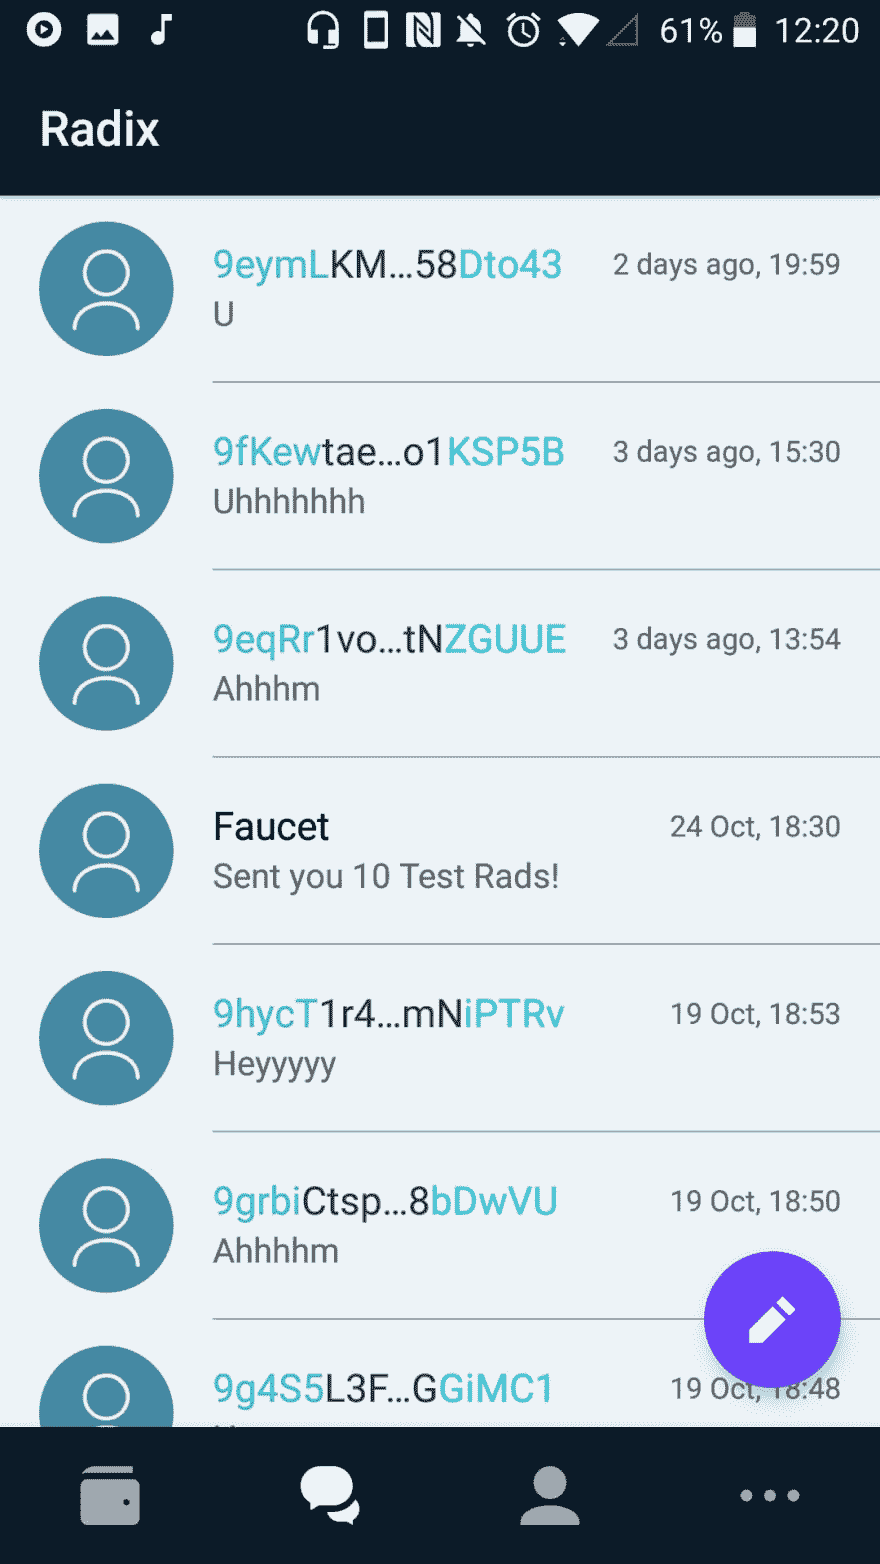 61% 12:20
Radix
9eymLKM...58Dto43 2 days ago, 19:59
U
9fKewtae...o1KSP5B 3 days ago, 15:30
Uhhhhhhh
9eqRr1vo...tNZGUUE 3 days ago, 13:54
Ahhhm
Faucet 24 Oct, 18:30
Sent you 10 Test Rads!
9hycT1r4...mNiPTRv 19 Oct, 18:53
Heyyyyy
9grbiCtsp...8bDwVU 19 Oct, 18:50
Ahhhhm
9g4S5L3F...GGiMC1 19 Oct, 18:48